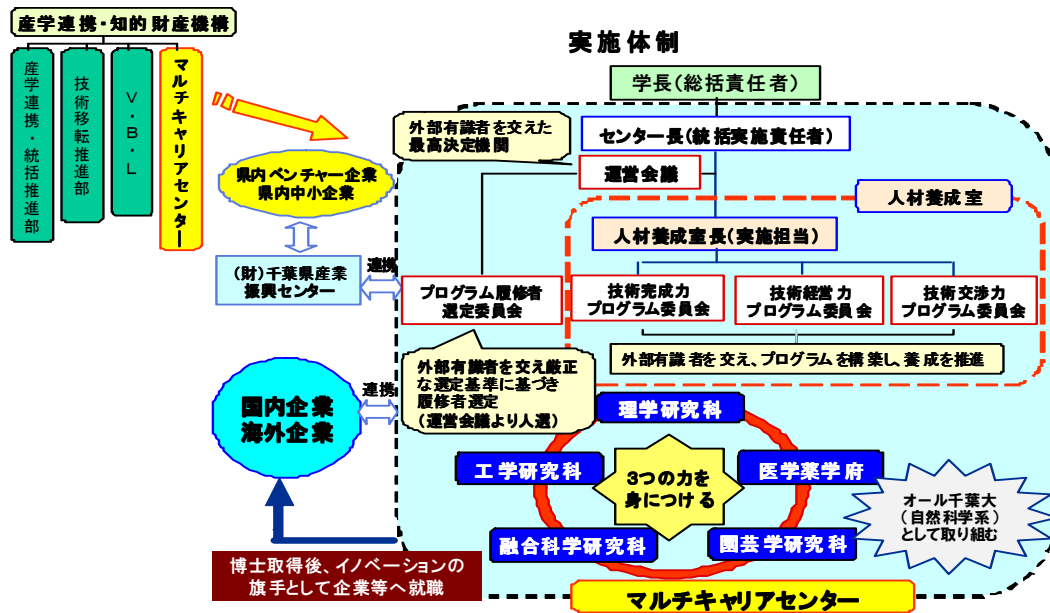 産学連携・知的財産機構
産学連携・統括推進部
技術移転推進部
V・B・L
マルチキャリアセンター
実施体制
学長(総括責任者)
外部有識者を交えた
最高決定機関
センター長(統括実施責任者)
運営会議
県内ベンチャー企業
県内中小企業
人材養成室
人材養成室長(実施担当)
(財)千葉県産業
振興センター
連携
プログラム履修者
選定委員会
技術完成力
プログラム委員会
技術経営力
プログラム委員会
技術交渉力
プログラム委員会
外部有識者を交え、プログラムを構築し、養成を推進
外部有識者を交え厳正
な選定基準に基づき
履修者選定
(運営会議より人選)
国内企業
海外企業
連携
理学研究科
工学研究科
3つの力を
身につける
医学薬学府
融合科学研究科
園芸学研究科
オール千葉大
(自然科学系)
として取り組む
博士取得後、イノベーションの
旗手として企業等へ就職
マルチキャリアセンター